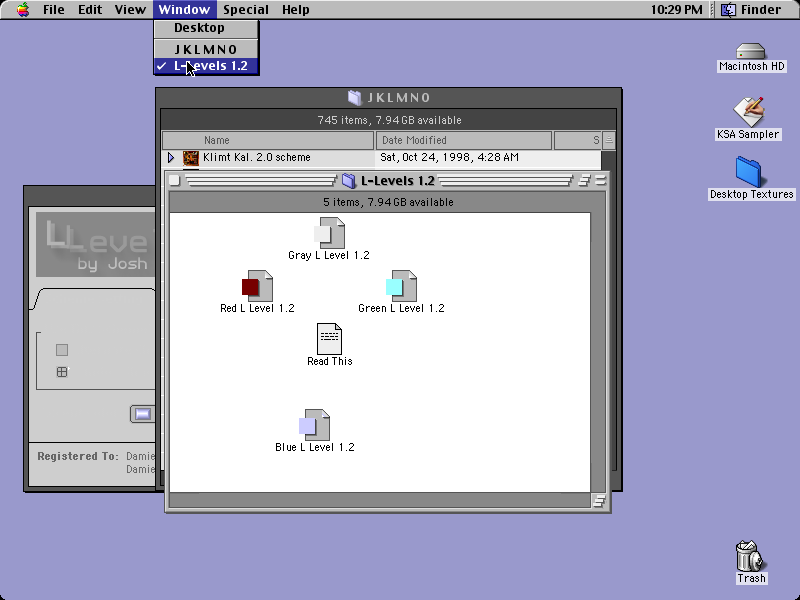 File Edit View Window Special Help 10:29 PM Finder
Desktop
JKLMNO
✓ L-Levels 1.2
Macintosh HD
KSA Sampler
Desktop Textures
JKLMNO
745 items, 7.94 GB available
Name Date Modified S
Klimt Kal. 2.0 scheme Sat, Oct 24, 1998, 4:28 AM
L-Levels 1.2
5 items, 7.94 GB available
Gray L Level 1.2
Red L Level 1.2
Green L Level 1.2
Read This
Blue L Level 1.2
LLeve
by Josh
Registered To: Damie
Damie
Trash